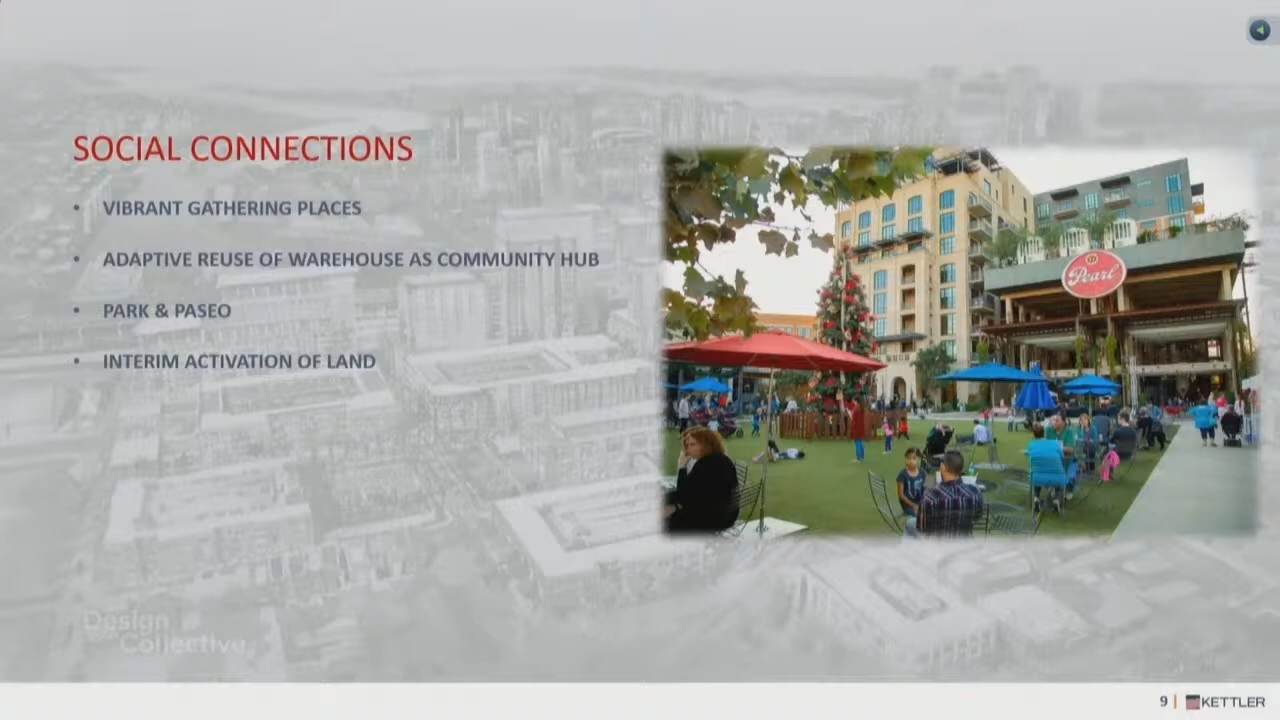 SOCIAL CONNECTIONS
• VIBRANT GATHERING PLACES
• ADAPTIVE REUSE OF WAREHOUSE AS COMMUNITY HUB
• PARK & PASEO
• INTERIM ACTIVATION OF LAND
Pearl
Design
Collective
9 | KETTLER